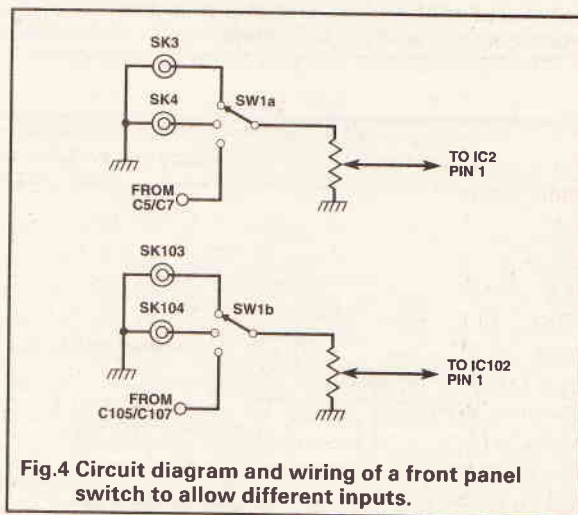 SK3
SK4
SW1a
FROM
C5/C7
TO IC2
PIN 1
SK103
SK104
SW1b
FROM
C105/C107
TO IC102
PIN 1
Fig.4 Circuit diagram and wiring of a front panel
switch to allow different inputs.